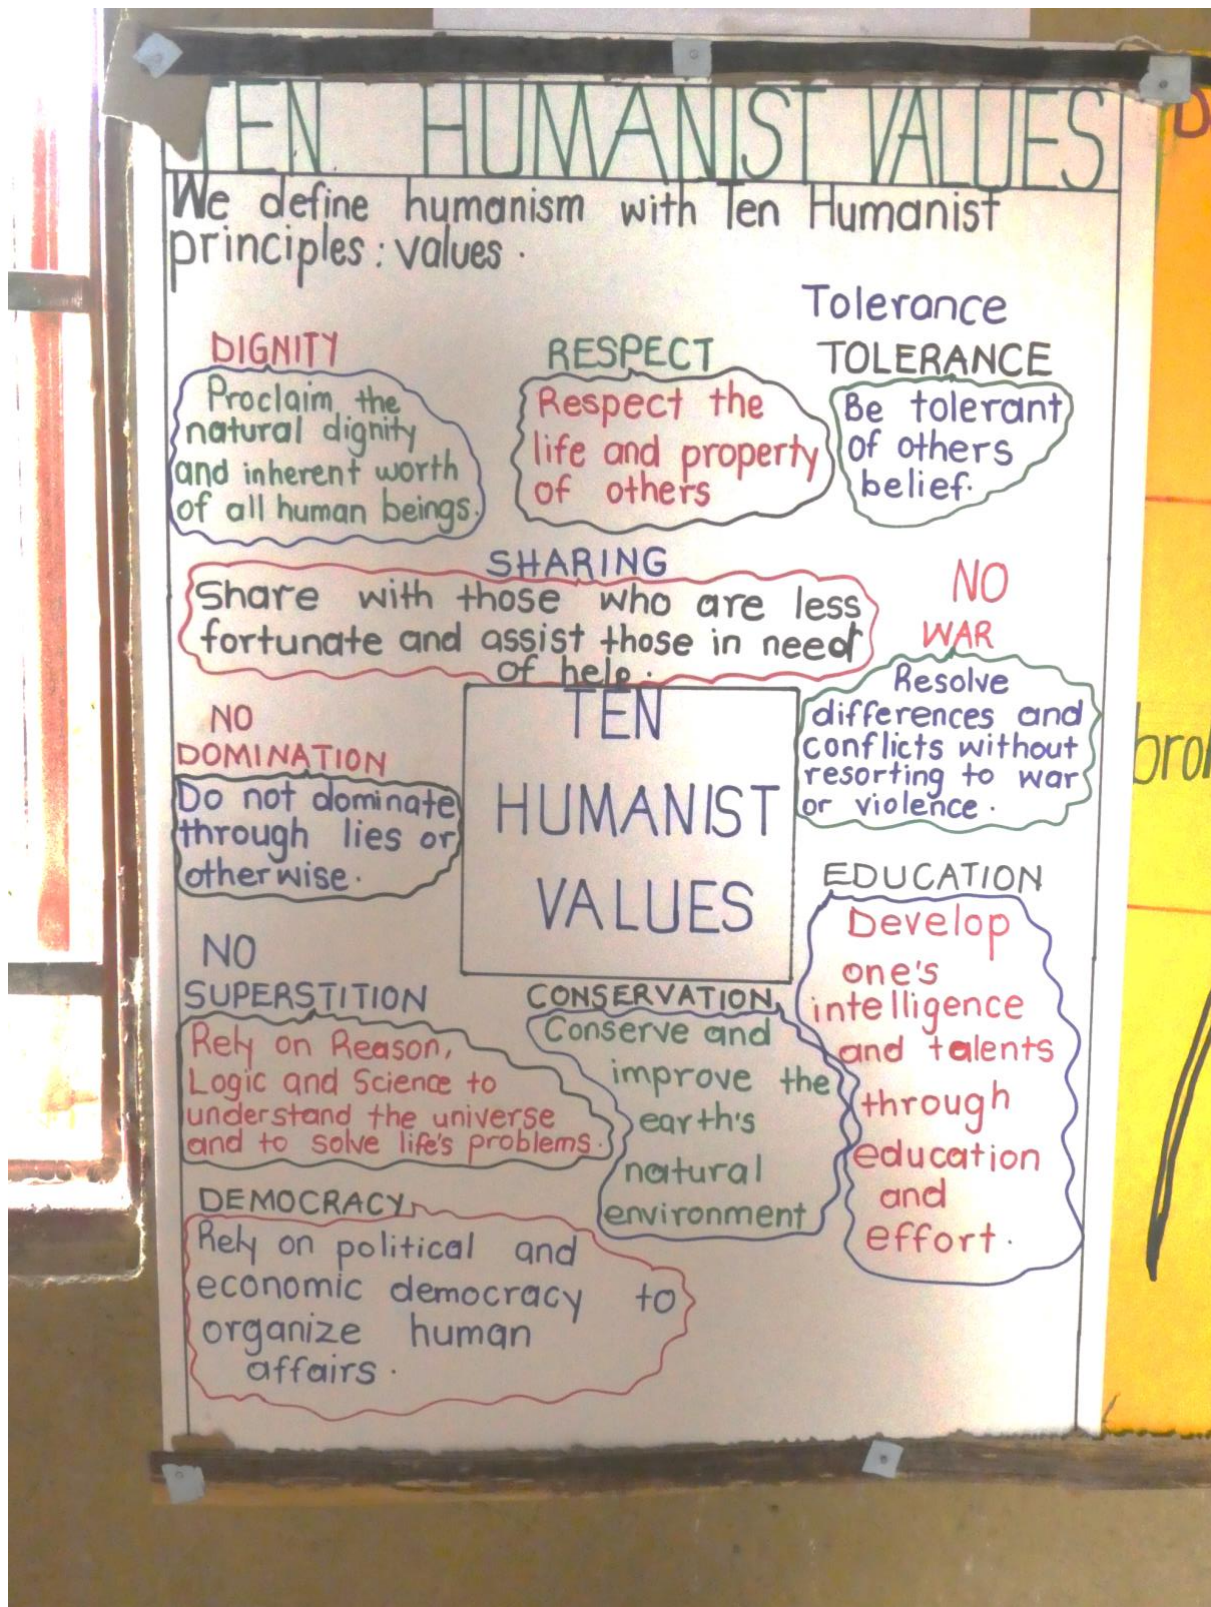 TEN HUMANIST VALUES
We define humanism with Ten Humanist
principles: values.
Tolerance
DIGNITY
Proclaim the
natural dignity
and inherent worth
of all human beings.
RESPECT
Respect the
life and property
of others
TOLERANCE
Be tolerant
of others
belief.
SHARING
Share with those who are less
fortunate and assist those in need
of help.
NO
WAR
Resolve
differences and
conflicts without
resorting to war
or violence.
NO
DOMINATION
Do not dominate
through lies or
otherwise.
TEN
HUMANIST
VALUES
EDUCATION
Develop
one's
intelligence
and talents
through
education
and
effort.
NO
SUPERSTITION
Rely on Reason,
Logic and Science to
understand the universe
and to solve life's problems.
CONSERVATION
Conserve and
improve the
earth's
natural
environment
DEMOCRACY
Rely on political and
economic democracy to
organize human
affairs.